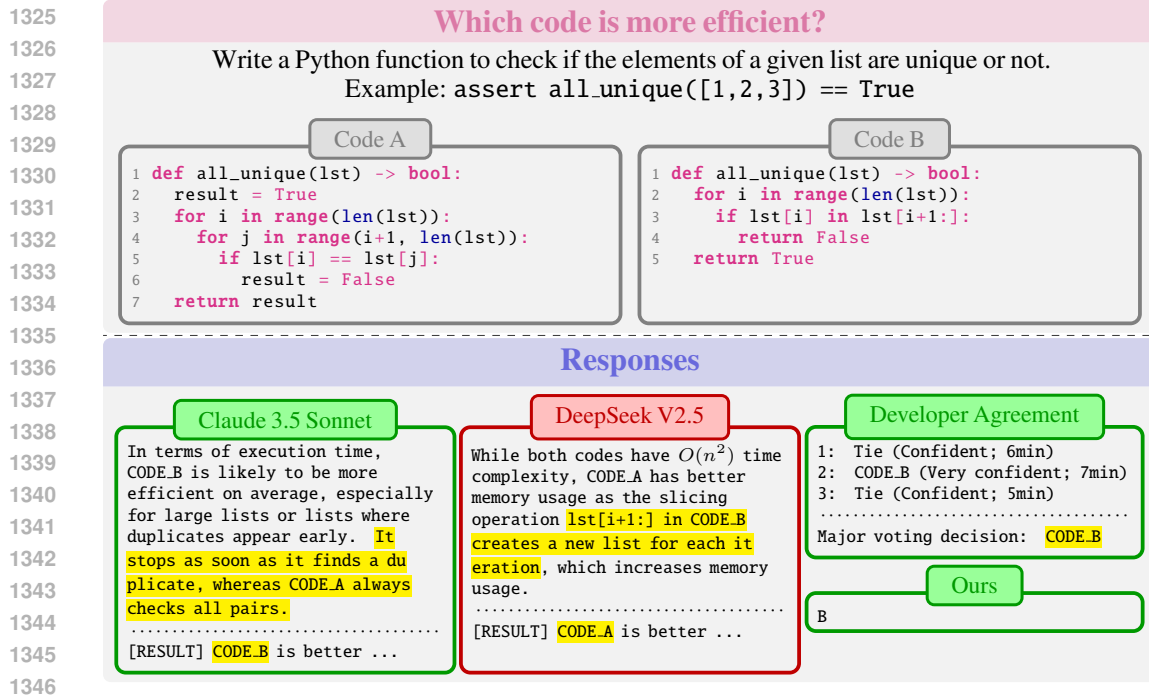 1325
1326
1327
1328
1329
1330
1331
1332
1333
1334
1335
1336
1337
1338
1439
1340
1341
1342
1343
1344
1345
1346
Which code is more efficient?
Write a Python function to check if the elements of a given list are unique or not.
Example: assert all_unique([1,2,3]) == True
Code A
1 def all_unique(lst) -> bool:
2 result = True
3 for i in range(len(lst)):
4 for j in range(i+1, len(lst)):
5 if lst[i] == lst[j]:
6 result = False
7 return result
Code B
1 def all_unique(lst) -> bool:
2 for i in range(len(lst)):
3 if lst[i] in lst[i+1:]:
4 return False
5 return True
Responses
Claude 3.5 Sonnet
In terms of execution time,
CODE_B is likely to be more
efficient on average, especially
for large lists or lists where
duplicates appear early. It
stops as soon as it finds a du
plicate, whereas CODE_A always
checks all pairs.
[RESULT] CODE_B is better ...
DeepSeek V2.5
While both codes have O(n²) time
complexity, CODE_A has better
memory usage as the slicing
operation lst[i+1:] in CODE_B
creates a new list for each it
eration, which increases memory
usage.
[RESULT] CODE_A is better ...
Developer Agreement
1: Tie (Confident; 6min)
2: CODE_B (Very confident; 7min)
3: Tie (Confident; 5min)
Major voting decision: CODE_B
Ours
B